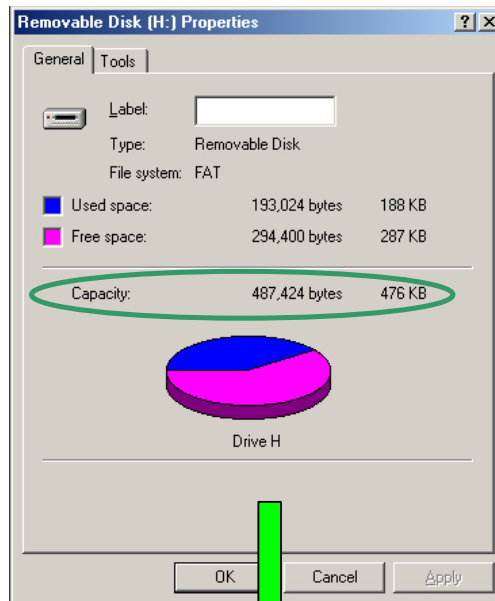 Removable Disk (H:) Properties ? ×
General Tools
Label:
Type: Removable Disk
File system: FAT
Used space: 193,024 bytes 188 KB
Free space: 294,400 bytes 287 KB
Capacity: 487,424 bytes 476 KB
Drive H
OK Cancel Apply